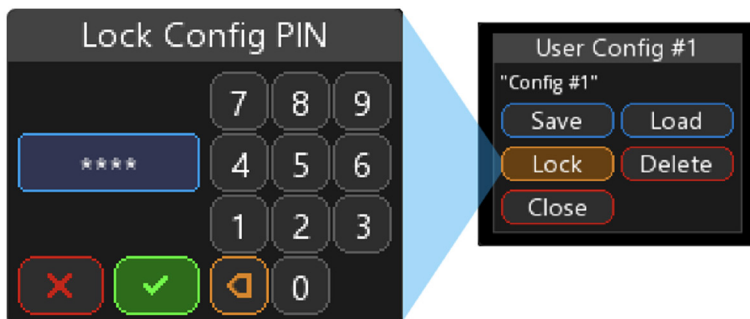 Lock Config PIN
7 8 9
****
4 5 6
1 2 3
0
User Config #1
"Config #1"
Save Load
Lock Delete
Close